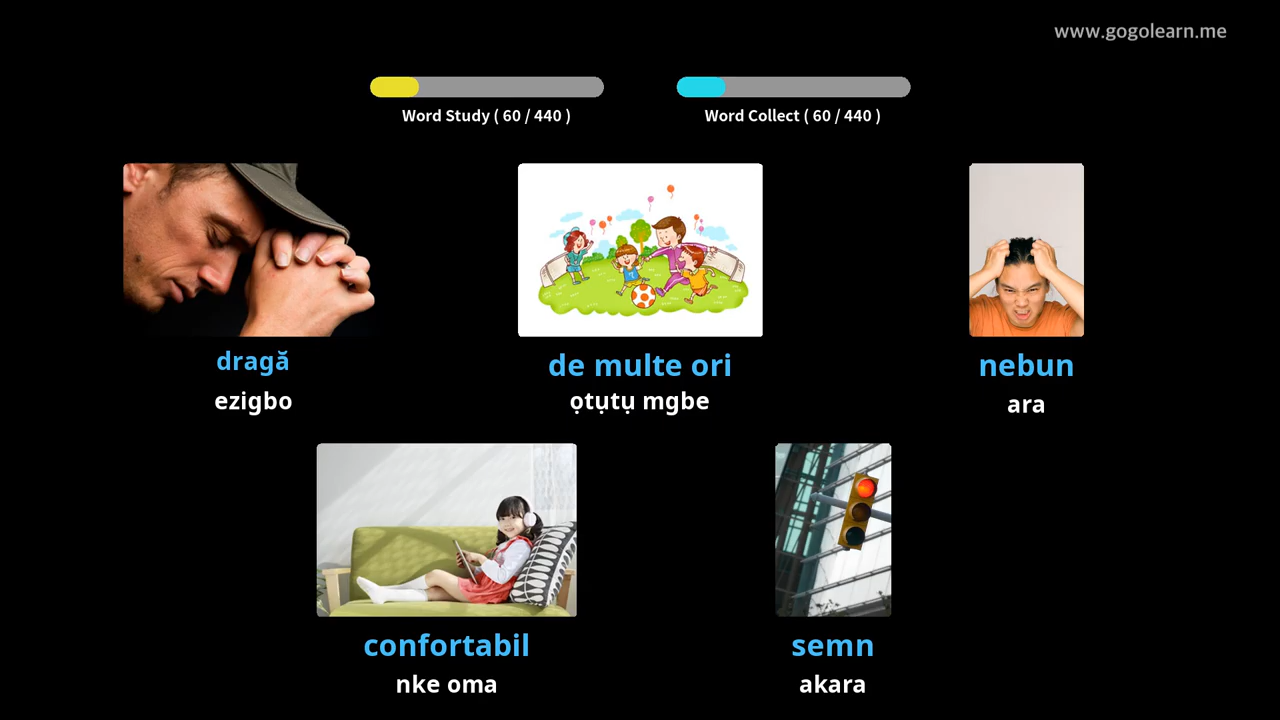 www.gogolearn.me
Word Study ( 60 / 440 )
Word Collect ( 60 / 440 )
dragă
ezigbo
de multe ori
ọtụtụ mgbe
nebun
ara
confortabil
nke oma
semn
akara